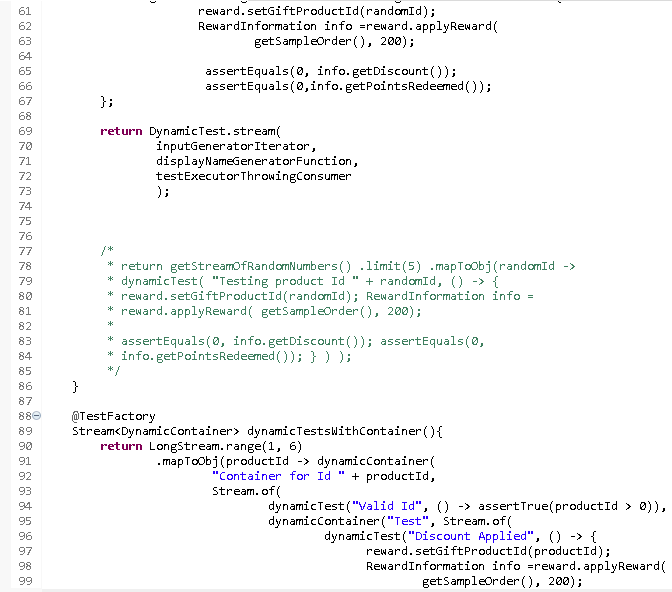 61 reward.setGiftProductId(randomId);
62 RewardInformation info =reward.applyReward(
63 getSampleOrder(), 200);
64
65 assertEquals(0, info.getDiscount());
66 assertEquals(0,info.getPointsRedeemed());
67 };
68
69 return DynamicTest.stream(
70 inputGeneratorIterator,
71 displayNameGeneratorFunction,
72 testExecutorThrowingConsumer
73 );
74
75
76
77 /*
78 * return getStreamOfRandomNumbers() .limit(5) .mapToObj(randomId ->
79 * dynamicTest( "Testing product Id " + randomId, () -> {
80 * reward.setGiftProductId(randomId); RewardInformation info =
81 * reward.applyReward( getSampleOrder(), 200);
82 *
83 * assertEquals(0, info.getDiscount()); assertEquals(0,
84 * info.getPointsRedeemed()); } ) );
85 */
86 }
87
88 @TestFactory
89 Stream<DynamicContainer> dynamicTestsWithContainer(){
90 return LongStream.range(1, 6)
91 .mapToObj(productId -> dynamicContainer(
92 "Container for Id " + productId,
93 Stream.of(
94 dynamicTest("Valid Id", () -> assertTrue(productId > 0)),
95 dynamicContainer("Test", Stream.of(
96 dynamicTest("Discount Applied", () -> {
97 reward.setGiftProductId(productId);
98 RewardInformation info =reward.applyReward(
99 getSampleOrder(), 200);